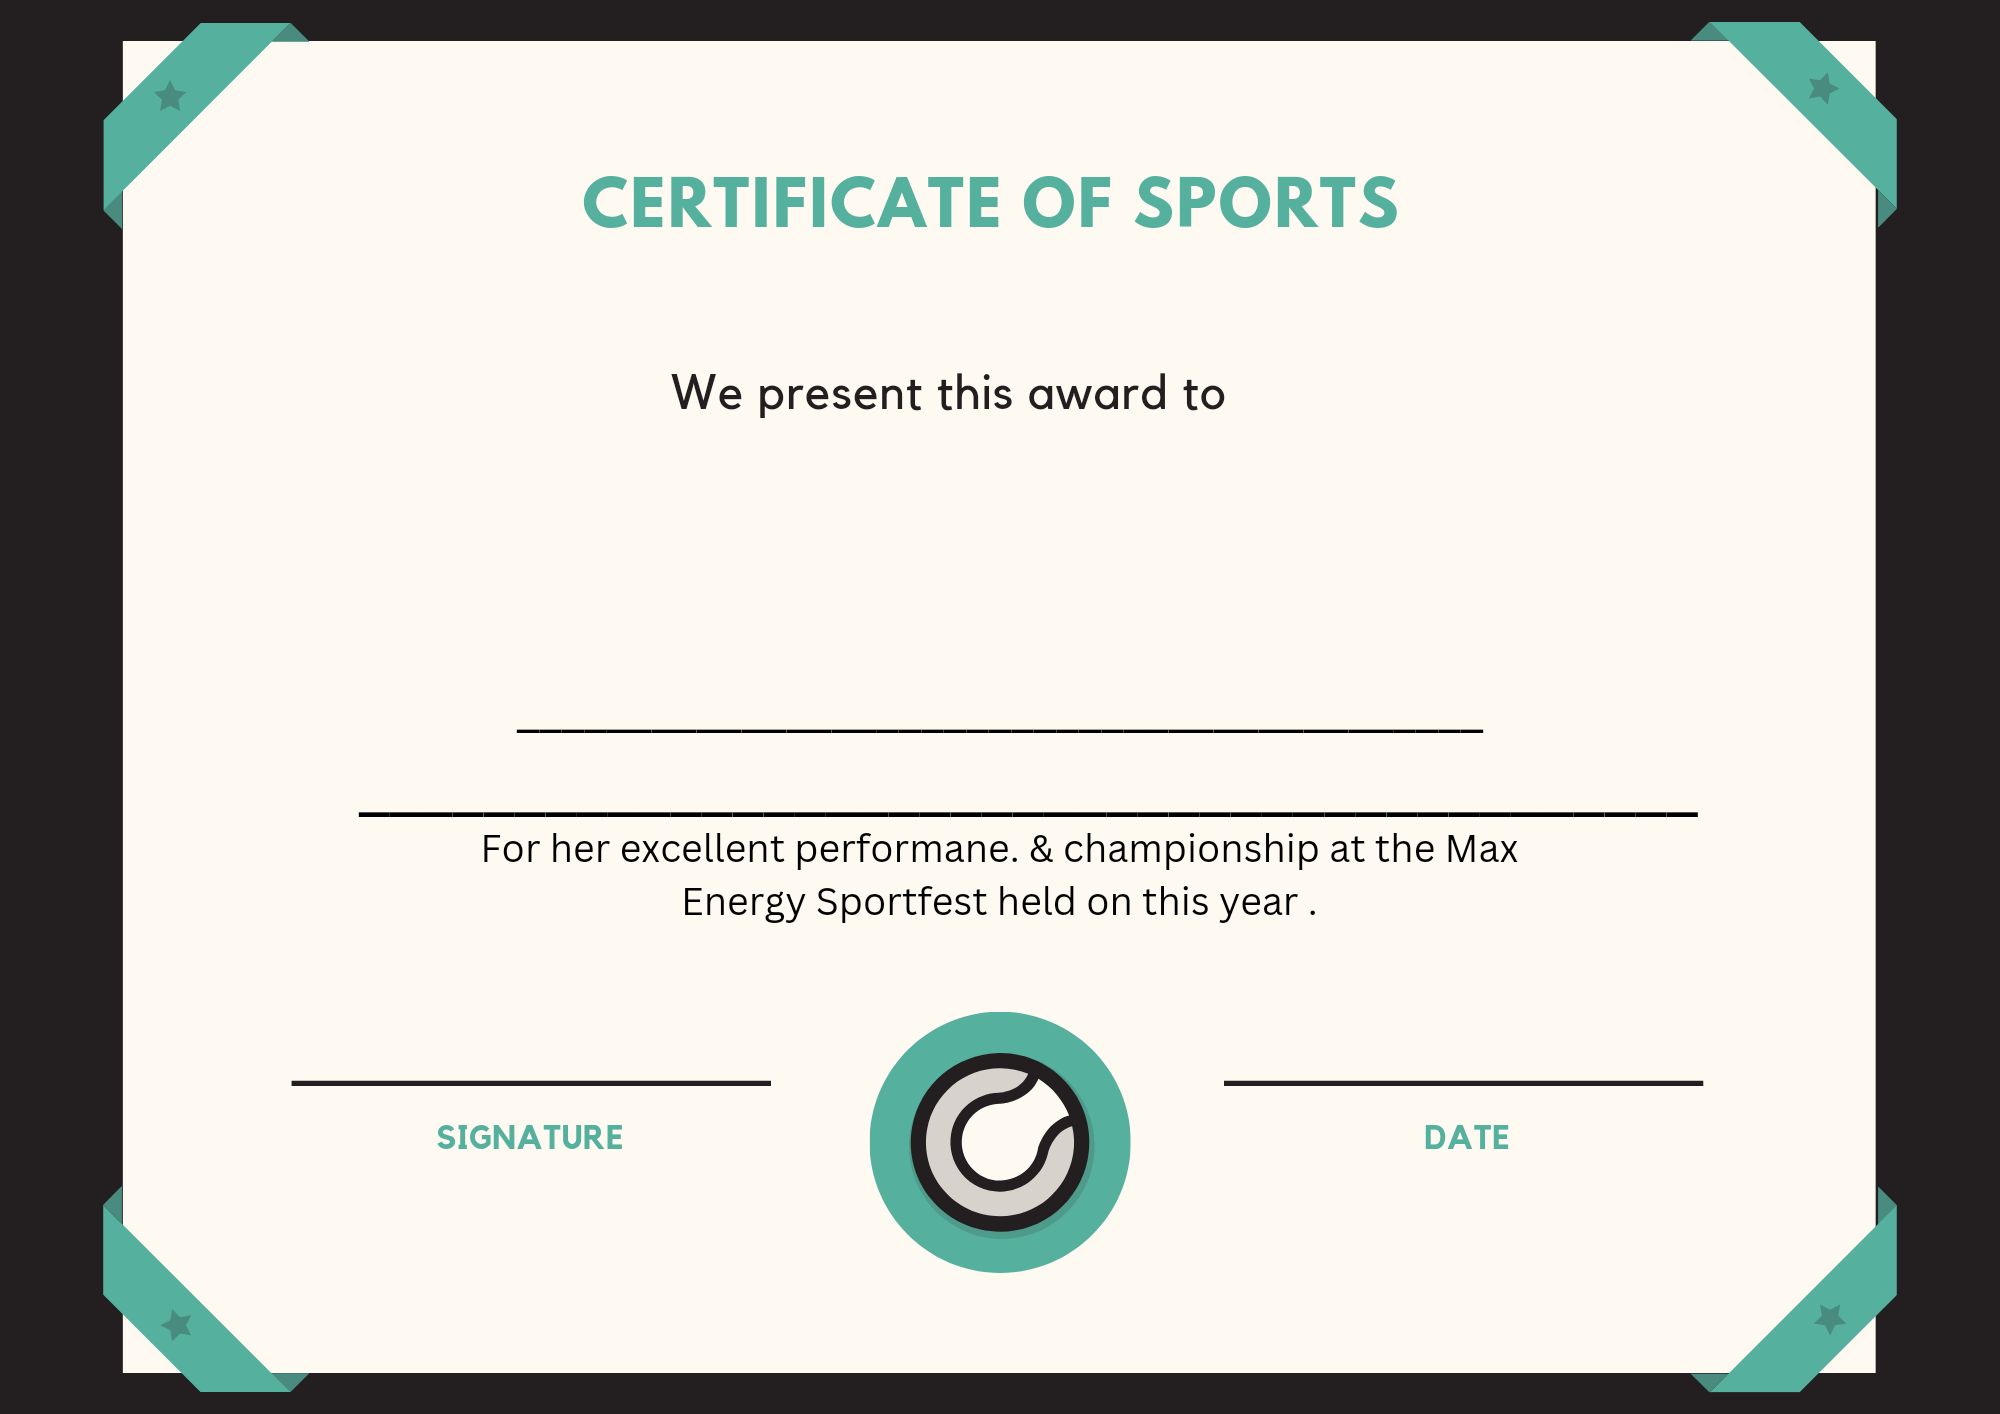 CERTIFICATE OF SPORTS
We present this award to
For her excellent performane. & championship at the Max
Energy Sportfest held on this year .
SIGNATURE
DATE